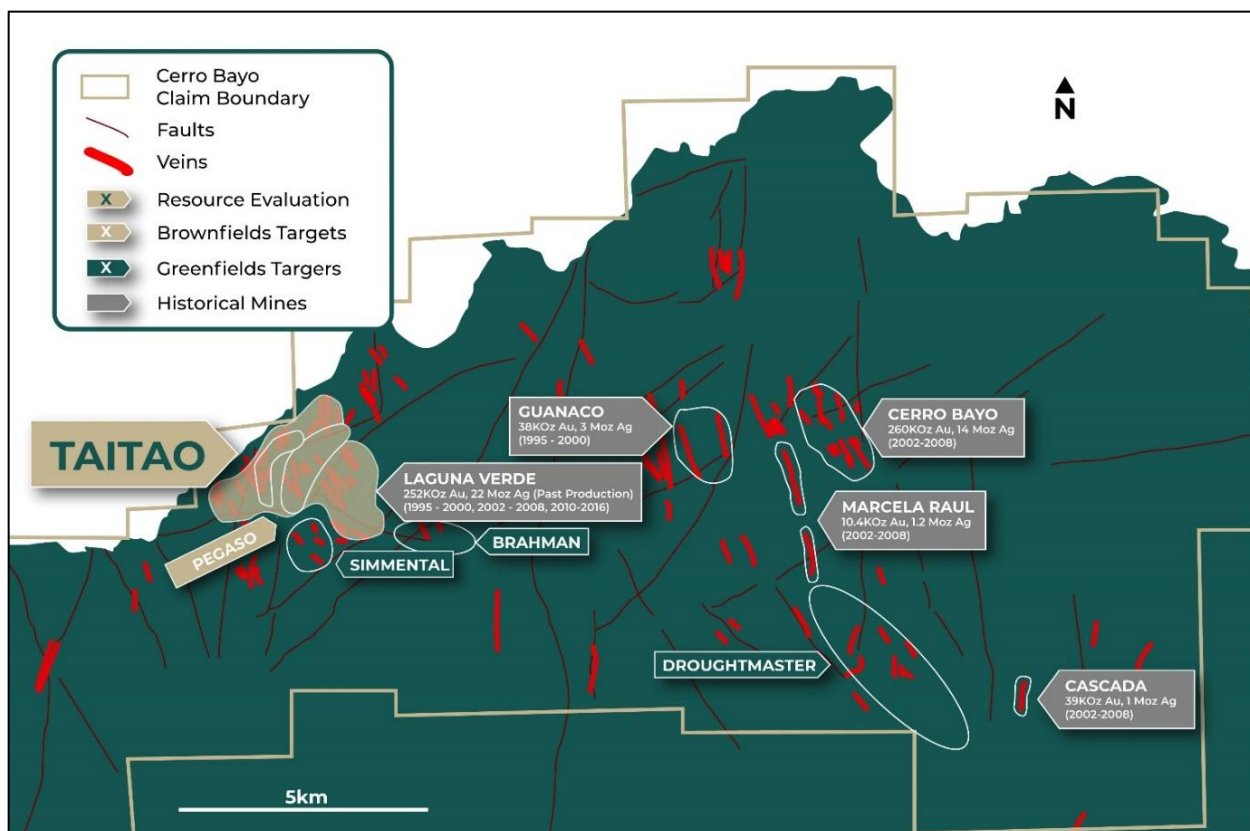 Cerro Bayo
Claim Boundary
Faults
Veins
X
Resource Evaluation
X
Brownfields Targets
X
Greenfields Targers
Historical Mines
N
TAITAO
GUANACO
38KOz Au, 3 Moz Ag
(1995 - 2000)
CERRO BAYO
260KOz Au, 14 Moz Ag
(2002-2008)
LAGUNA VERDE
252KOz Au, 22 Moz Ag (Past Production)
(1995 - 2000, 2002 - 2008, 2010-2016)
MARCELA RAUL
10.4KOz Au, 1.2 Moz Ag
(2002-2008)
PEGASO
SIMMENTAL
BRAHMAN
DROUGHTMASTER
CASCADA
39KOz Au, 1 Moz Ag
(2002-2008)
5km